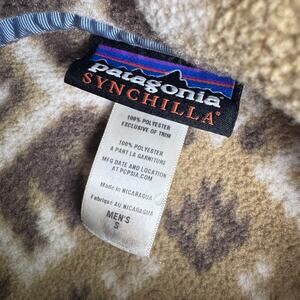 patagonia®
SYNCHILLA®
100% POLYESTER
EXCLUSIVE OF TRIM
100% POLYESTER
A PART LA GARNITURE
MFG DATE AND LOCATION
AT PCPSIA.COM
Made in NICARAGUA
Fabriqué AU NICARAGUA
MEN'S
S